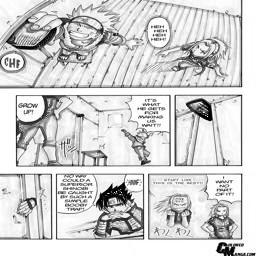 HEH
HEH
HEH
HEH!
GROW
UP!
IT'S
WHAT
HE GETS
FOR
MAKING
US
WAIT!!
NO WAY
COULD A
SUPERIOR
SHINOBI
BE CAUGHT
BY SUCH
A SIMPLE
BOOBY
TRAP!
STUFF LIKE
THIS IS THE BEST!!
WANT
NO
PART
OF IT!
COLORED
MANGA.COM